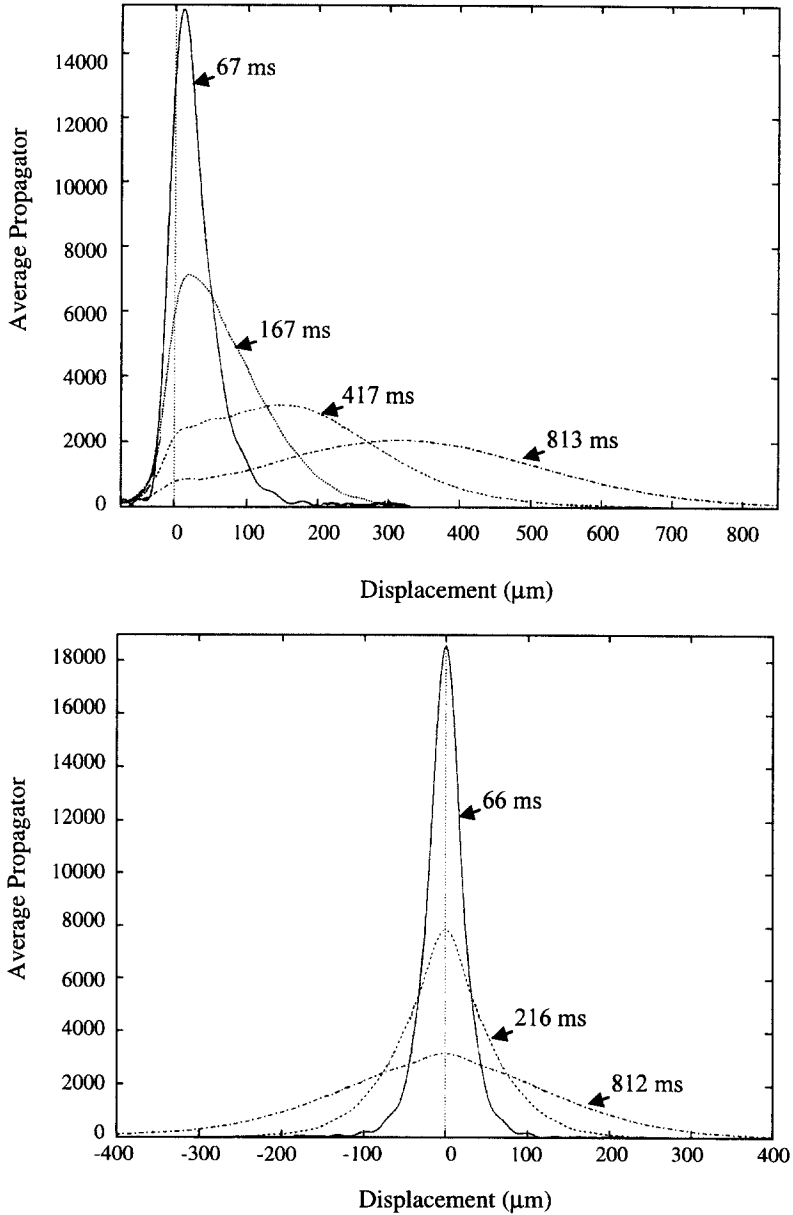 14000
12000
10000
8000
6000
4000
2000
0
Average Propagator
67 ms
167 ms
417 ms
813 ms
0 100 200 300 400 500 600 700 800
Displacement (μm)
18000
16000
14000
12000
10000
8000
6000
4000
2000
0
Average Propagator
66 ms
216 ms
812 ms
-400 -300 -200 -100 0 100 200 300 400
Displacement (μm)